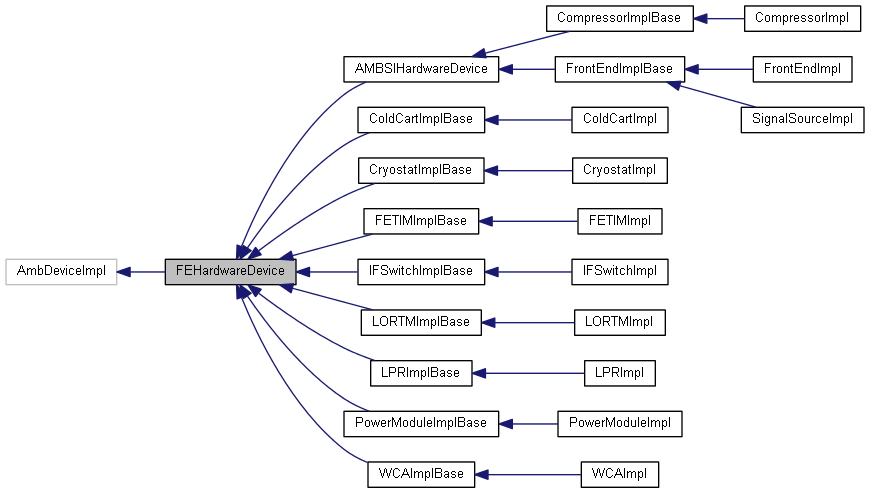 CompressorImplBase
CompressorImpl
AMBSIHardwareDevice
FrontEndImplBase
FrontEndImpl
SignalSourceImpl
ColdCartImplBase
ColdCartImpl
CryostatImplBase
CryostatImpl
FETIMImplBase
FETIMImpl
AmbDeviceImpl
FEHardwareDevice
IFSwitchImplBase
IFSwitchImpl
LORTMImplBase
LORTMImpl
LPRImplBase
LPRImpl
PowerModuleImplBase
PowerModuleImpl
WCAImplBase
WCAImpl